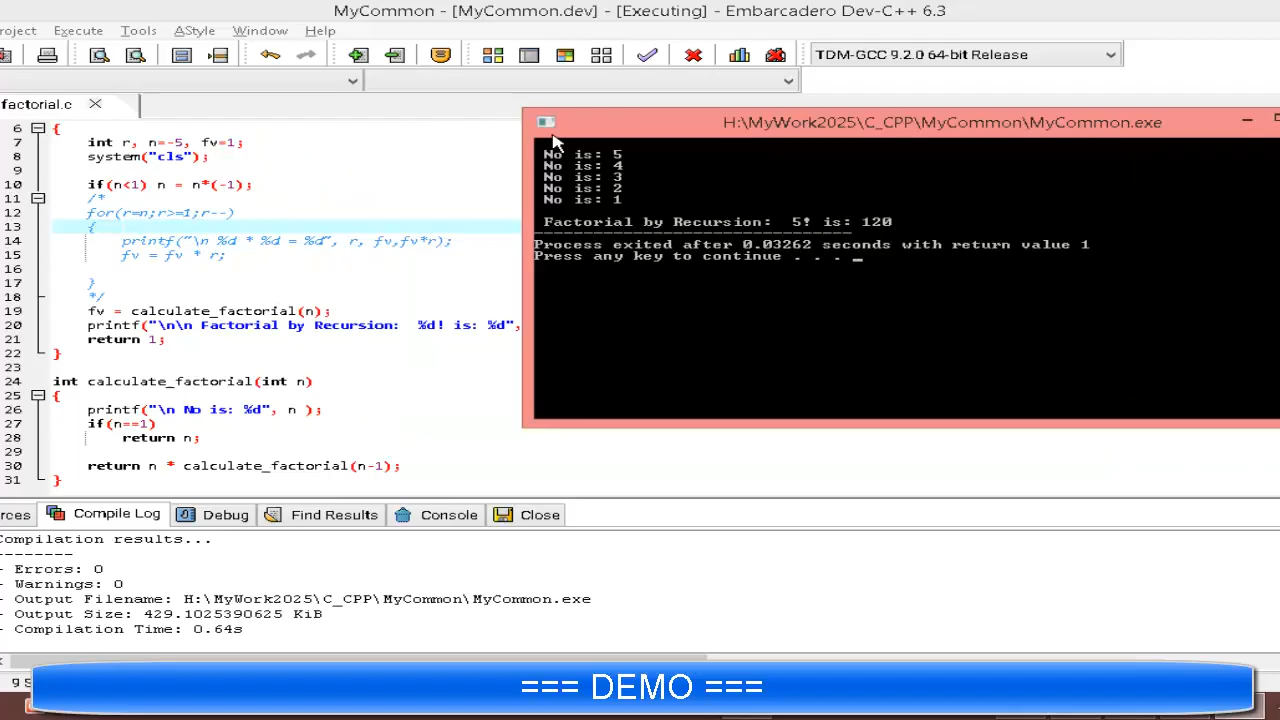 MyCommon - [MyCommon.dev] - [Executing] - Embarcadero Dev-C++ 6.3
roject Execute Tools AStyle Window Help
TDM-GCC 9.2.0 64-bit Release
factorial.c
6 {
7 int r, n=-5, fv=1;
8 system("cls");
9
10 if(n<1) n = n*(-1);
11 /*
12 for(r=n;r>=1;r--)
13 {
14 printf("\n %d * %d = %d", r, fv,fv*r);
15 fv = fv * r;
16
17 }
18 */
19 fv = calculate_factorial(n);
20 printf("\n\n Factorial by Recursion:  %d! is: %d",
21 return 1;
22 }
23
24 int calculate_factorial(int n)
25 {
26 printf("\n No is: %d", n );
27 if(n==1)
28 return n;
29
30 return n * calculate_factorial(n-1);
31 }
H:\MyWork2025\C_CPP\MyCommon\MyCommon.exe
No is: 5
No is: 4
No is: 3
No is: 2
No is: 1
Factorial by Recursion:  5! is: 120
--------------------------------
Process exited after 0.03262 seconds with return value 1
Press any key to continue . . . _
rces Compile Log Debug Find Results Console Close
Compilation results...
--------
- Errors: 0
- Warnings: 0
- Output Filename: H:\MyWork2025\C_CPP\MyCommon\MyCommon.exe
- Output Size: 429.1025390625 KiB
- Compilation Time: 0.64s
=== DEMO ===